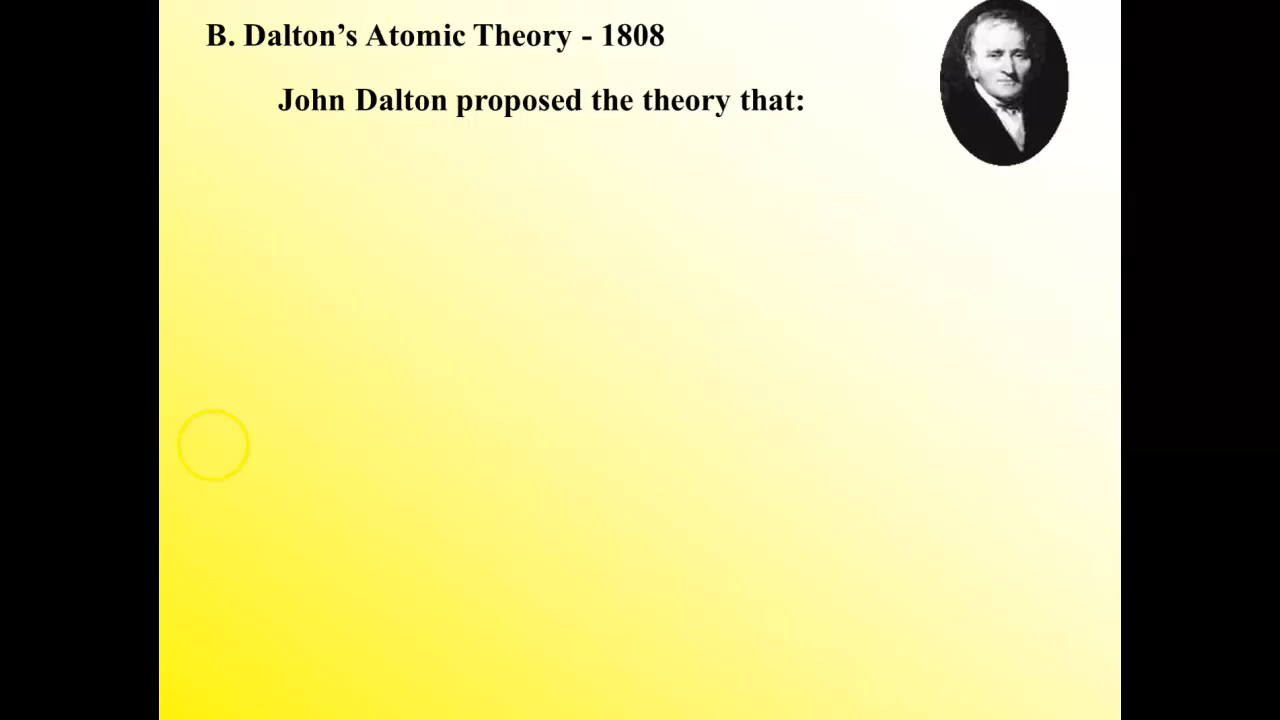 B. Dalton’s Atomic Theory - 1808
John Dalton proposed the theory that: